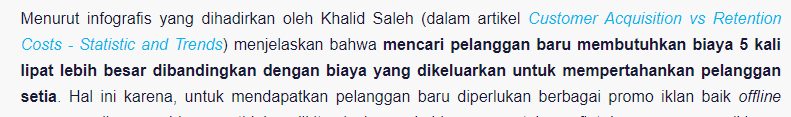 Menurut infografis yang dihadirkan oleh Khalid Saleh (dalam artikel Customer Acquisition vs Retention
Costs - Statistic and Trends) menjelaskan bahwa mencari pelanggan baru membutuhkan biaya 5 kali
lipat lebih besar dibandingkan dengan biaya yang dikeluarkan untuk mempertahankan pelanggan
setia. Hal ini karena, untuk mendapatkan pelanggan baru diperlukan berbagai promo iklan baik offline